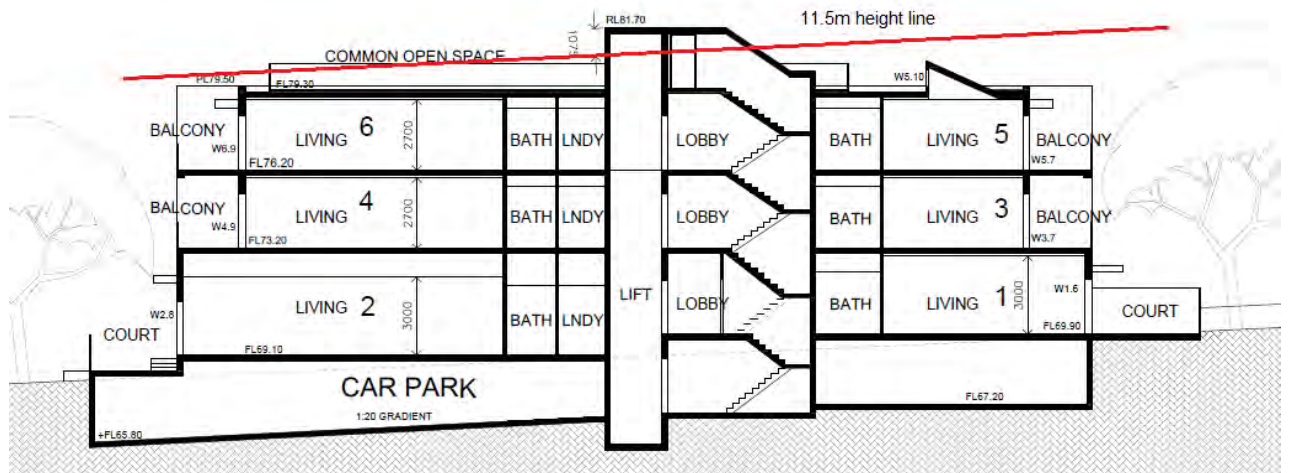 RL81.70
11.5m height line
1075
COMMON OPEN SPACE
W5.10
PL79.50
FL79.30
BALCONY
LIVING
6
2700
BATH
LNDY
LOBBY
BATH
LIVING
5
BALCONY
W6.9
FL76.20
W5.7
BALCONY
LIVING
4
2700
BATH
LNDY
LOBBY
BATH
LIVING
3
BALCONY
W4.9
FL73.20
W3.7
LIFT
LIVING
2
3000
BATH
LNDY
LOBBY
BATH
LIVING
1
3000
W1.6
W2.8
COURT
COURT
FL69.10
FL69.90
CAR PARK
1:20 GRADIENT
FL67.20
+FL65.80